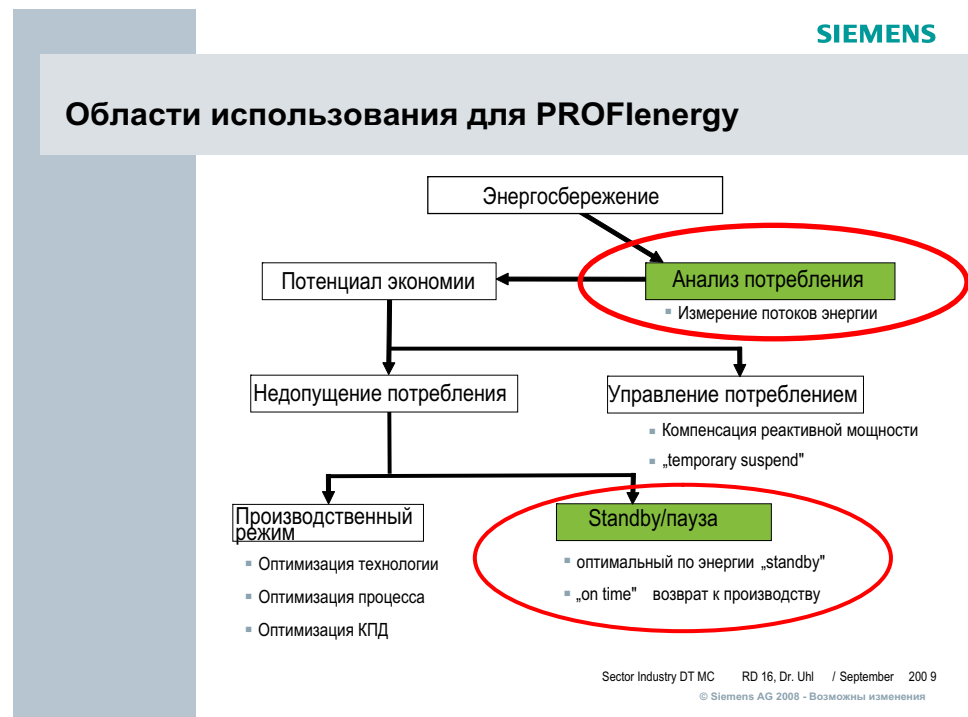 SIEMENS
Области использования для PROFIenergy
Энергосбережение
Анализ потребления
Измерение потоков энергии
Потенциал экономии
Недопущение потребления
Управление потреблением
Компенсация реактивной мощности
„temporary suspend"
Производственный
режим
Оптимизация технологии
Оптимизация процесса
Оптимизация КПД
Standby/пауза
оптимальный по энергии „standby"
„on time" возврат к производству
Sector Industry DT MC RD 16, Dr. Uhl / September 200 9
© Siemens AG 2008 - Возможны изменения